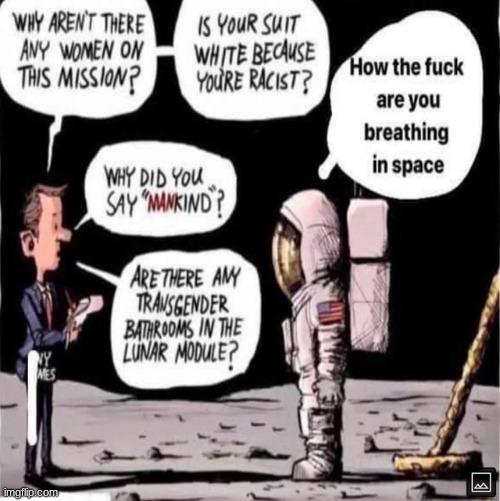 WHY AREN'T THERE
ANY WOMEN ON
THIS MISSION?
IS YOUR SUIT
WHITE BECAUSE
YOU'RE RACIST?
How the fuck
are you
breathing
in space
WHY DID YOU
SAY "MANKIND"?
ARE THERE ANY
TRANSGENDER
BATHROOMS IN THE
LUNAR MODULE?
imgflip.com